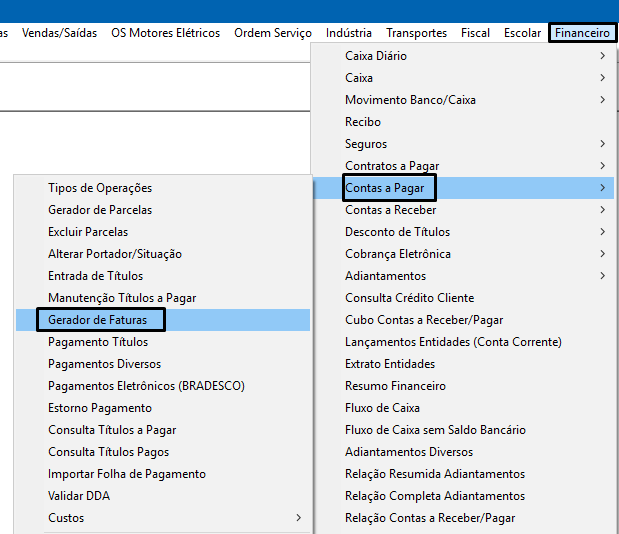 as Vendas/Saídas OS Motores Elétricos Ordem Serviço Indústria Transportes Fiscal Escolar Financeiro
Caixa Diário
Caixa
Movimento Banco/Caixa
Recibo
Seguros
Contratos a Pagar
Contas a Pagar
Contas a Receber
Desconto de Títulos
Cobrança Eletrônica
Adiantamentos
Consulta Crédito Cliente
Cubo Contas a Receber/Pagar
Lançamentos Entidades (Conta Corrente)
Extrato Entidades
Resumo Financeiro
Fluxo de Caixa
Fluxo de Caixa sem Saldo Bancário
Adiantamentos Diversos
Relação Resumida Adiantamentos
Relação Completa Adiantamentos
Relação Contas a Receber/Pagar
Tipos de Operações
Gerador de Parcelas
Excluir Parcelas
Alterar Portador/Situação
Entrada de Títulos
Manutenção Títulos a Pagar
Gerador de Faturas
Pagamento Títulos
Pagamentos Diversos
Pagamentos Eletrônicos (BRADESCO)
Estorno Pagamento
Consulta Títulos a Pagar
Consulta Títulos Pagos
Importar Folha de Pagamento
Validar DDA
Custos